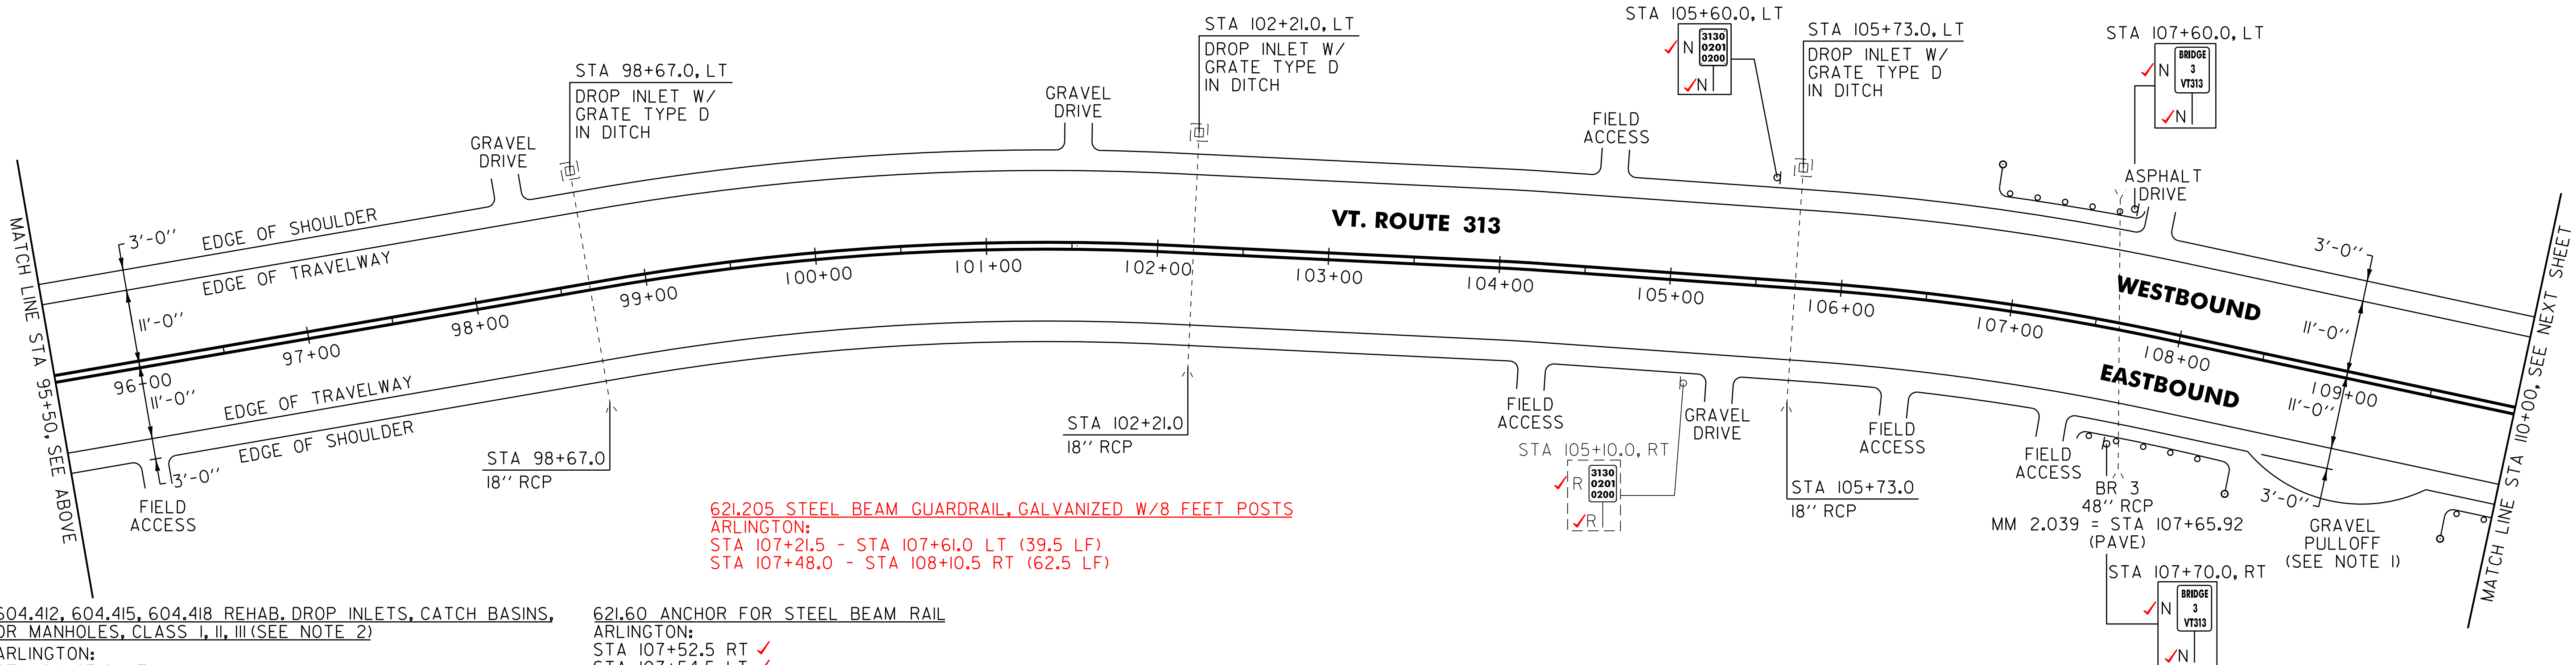 STA 98+67.0, LT
DROP INLET W/
GRATE TYPE D
IN DITCH
STA 102+21.0, LT
DROP INLET W/
GRATE TYPE D
IN DITCH
STA 105+60.0, LT
N
3130
0201
0200
N
STA 105+73.0, LT
DROP INLET W/
GRATE TYPE D
IN DITCH
STA 107+60.0, LT
N
BRIDGE
3
VT313
N
GRAVEL
DRIVE
GRAVEL
DRIVE
FIELD
ACCESS
ASPHALT
DRIVE
MATCH LINE STA 95+50, SEE ABOVE
3'-0"
EDGE OF SHOULDER
EDGE OF TRAVELWAY
11'-0"
VT. ROUTE 313
WESTBOUND
3'-0"
11'-0"
96+00
97+00
98+00
99+00
100+00
101+00
102+00
103+00
104+00
105+00
106+00
107+00
108+00
109+00
EASTBOUND
11'-0"
11'-0"
EDGE OF TRAVELWAY
EDGE OF SHOULDER
3'-0"
3'-0"
MATCH LINE STA 110+00, SEE NEXT SHEET
FIELD
ACCESS
STA 98+67.0
18" RCP
STA 102+21.0
18" RCP
FIELD
ACCESS
STA 105+10.0, RT
R
3130
0201
0200
R
GRAVEL
DRIVE
STA 105+73.0
18" RCP
FIELD
ACCESS
FIELD
ACCESS
BR 3
48" RCP
MM 2.039 = STA 107+65.92
(PAVE)
GRAVEL
PULLOFF
(SEE NOTE 1)
STA 107+70.0, RT
N
BRIDGE
3
VT313
N
621.205 STEEL BEAM GUARDRAIL, GALVANIZED W/8 FEET POSTS
ARLINGTON:
STA 107+21.5 - STA 107+61.0 LT (39.5 LF)
STA 107+48.0 - STA 108+10.5 RT (62.5 LF)
604.412, 604.415, 604.418 REHAB. DROP INLETS, CATCH BASINS,
OR MANHOLES, CLASS I, II, III (SEE NOTE 2)
ARLINGTON:
621.60 ANCHOR FOR STEEL BEAM RAIL
ARLINGTON:
STA 107+52.5 RT ✓
STA 107+54.5 LT ✓